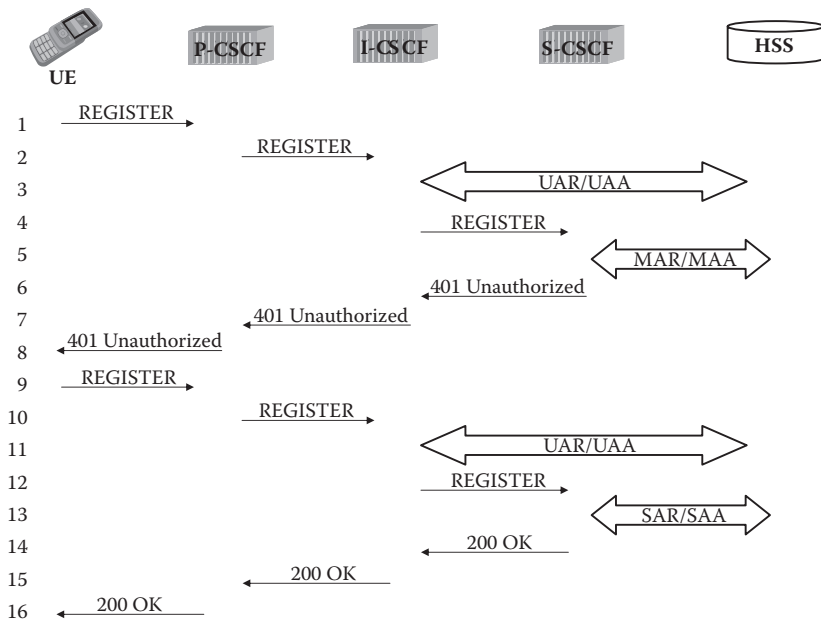 UE
P-CSCF
I-CSCF
S-CSCF
HSS
1 REGISTER
2 REGISTER
3 UAR/UAA
4 REGISTER
5 MAR/MAA
6 401 Unauthorized
7 401 Unauthorized
8 401 Unauthorized
9 REGISTER
10 REGISTER
11 UAR/UAA
12 REGISTER
13 SAR/SAA
14 200 OK
15 200 OK
16 200 OK